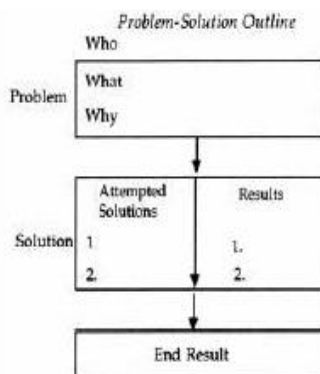 Problem-Solution Outline
Who
What
Problem
Why
Attempted
Solutions
Results
Solution
1
1.
2.
2.
End Result